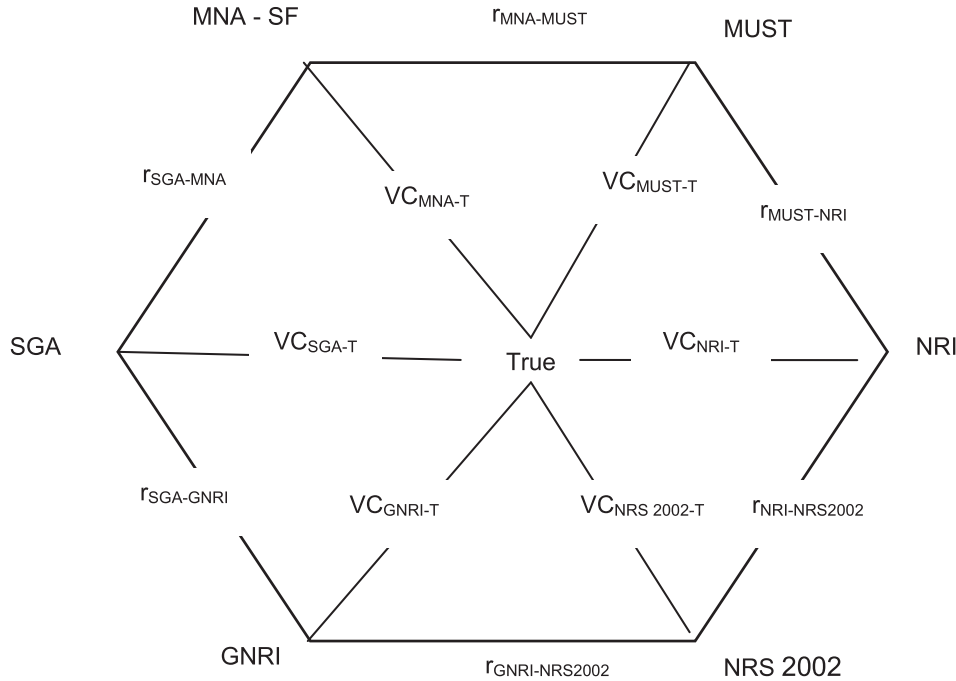 MNA - SF
rMNA-MUST
MUST
rSGA-MNA
VCMNA-T
VCMUST-T
rMUST-NRI
SGA
VCSGA-T
True
VCNRI-T
NRI
rSGA-GNRI
VCGNRI-T
VCNRS 2002-T
rNRI-NRS2002
GNRI
rGNRI-NRS2002
NRS 2002